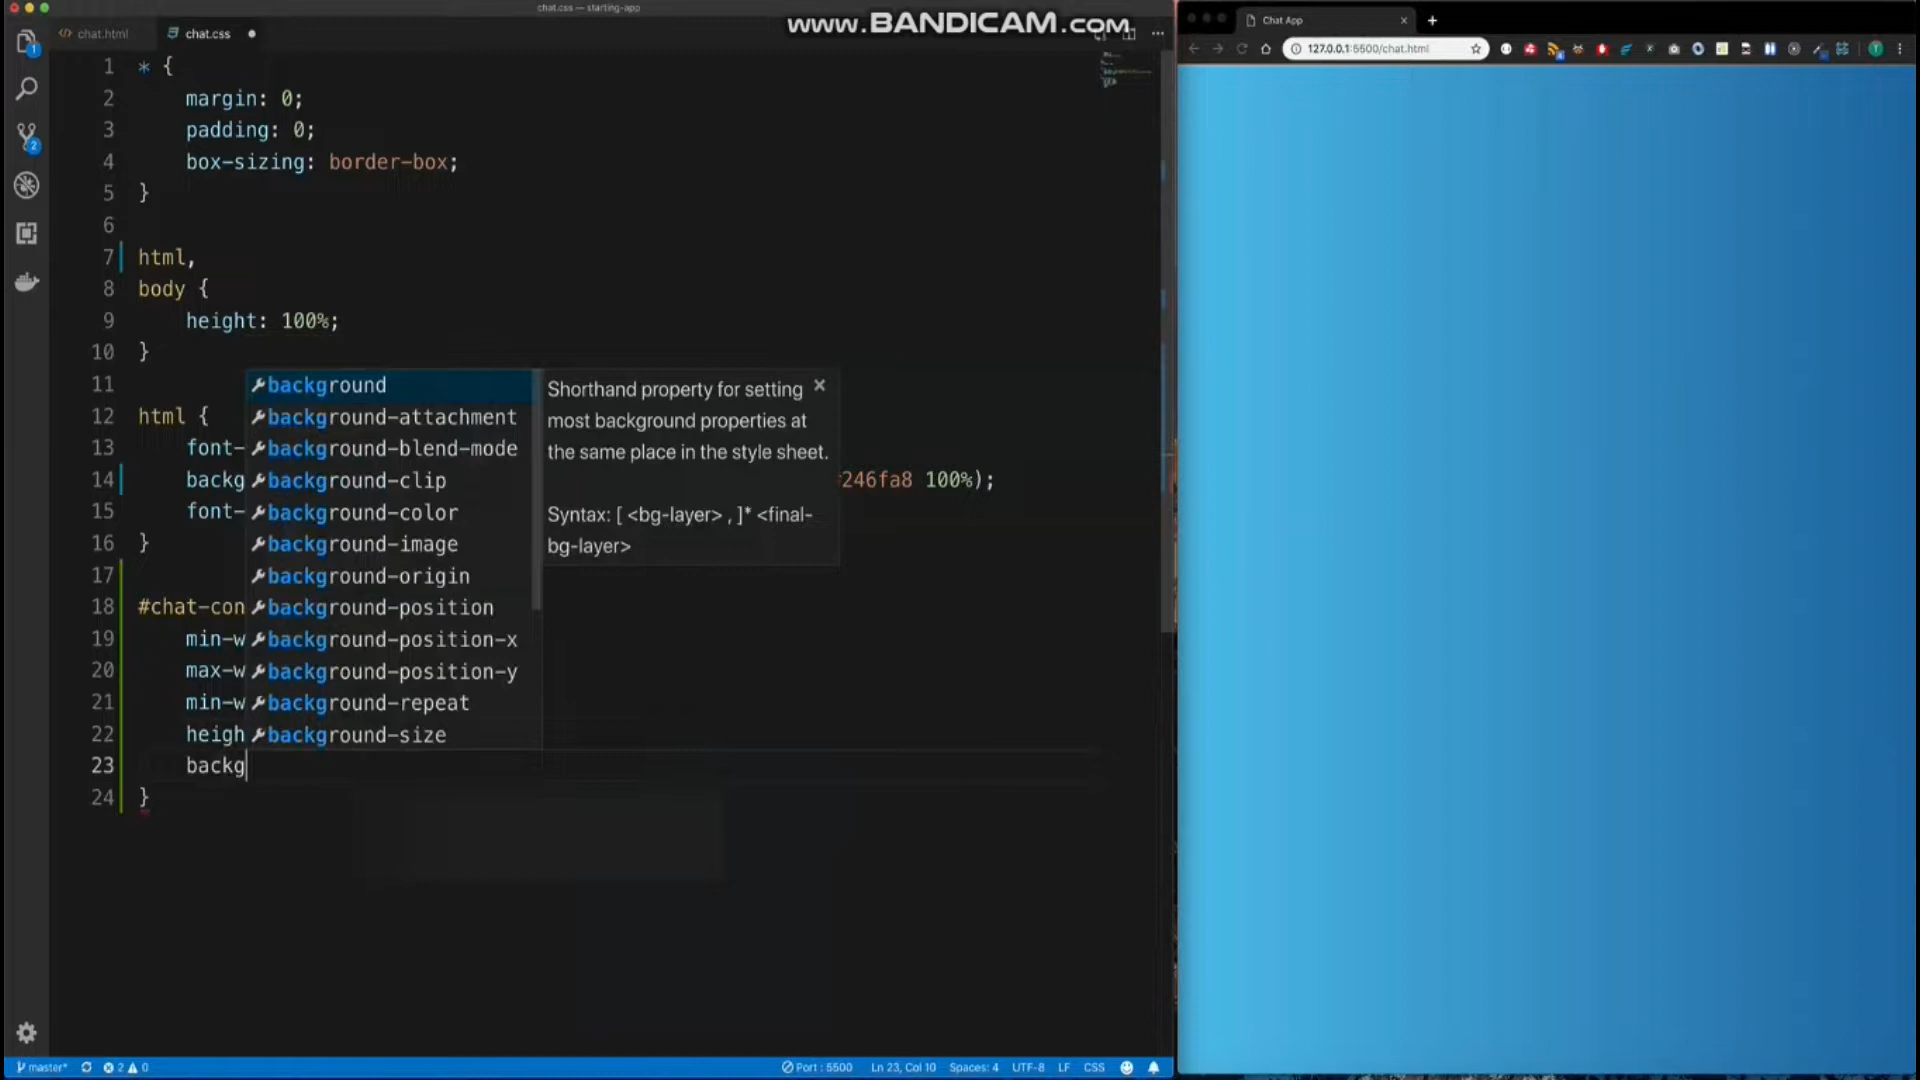 chat.css — starting-app
www.BANDICAM.com
chat.html
chat.css
Chat App
127.0.0.1:5500/chat.html
1 * {
2 margin: 0;
3 padding: 0;
4 box-sizing: border-box;
5 }
6
7 html,
8 body {
9 height: 100%;
10 }
11
12 html {
13 font-
14 backg 246fa8 100%);
15 font-
16 }
17
18 #chat-con
19 min-w
20 max-w
21 min-w
22 heigh
23 backg
24 }
background
background-attachment
background-blend-mode
background-clip
background-color
background-image
background-origin
background-position
background-position-x
background-position-y
background-repeat
background-size
Shorthand property for setting
most background properties at
the same place in the style sheet.
Syntax: [ <bg-layer> , ]* <final-
bg-layer>
master* 2 0 Port : 5500 Ln 23, Col 10 Spaces: 4 UTF-8 LF CSS